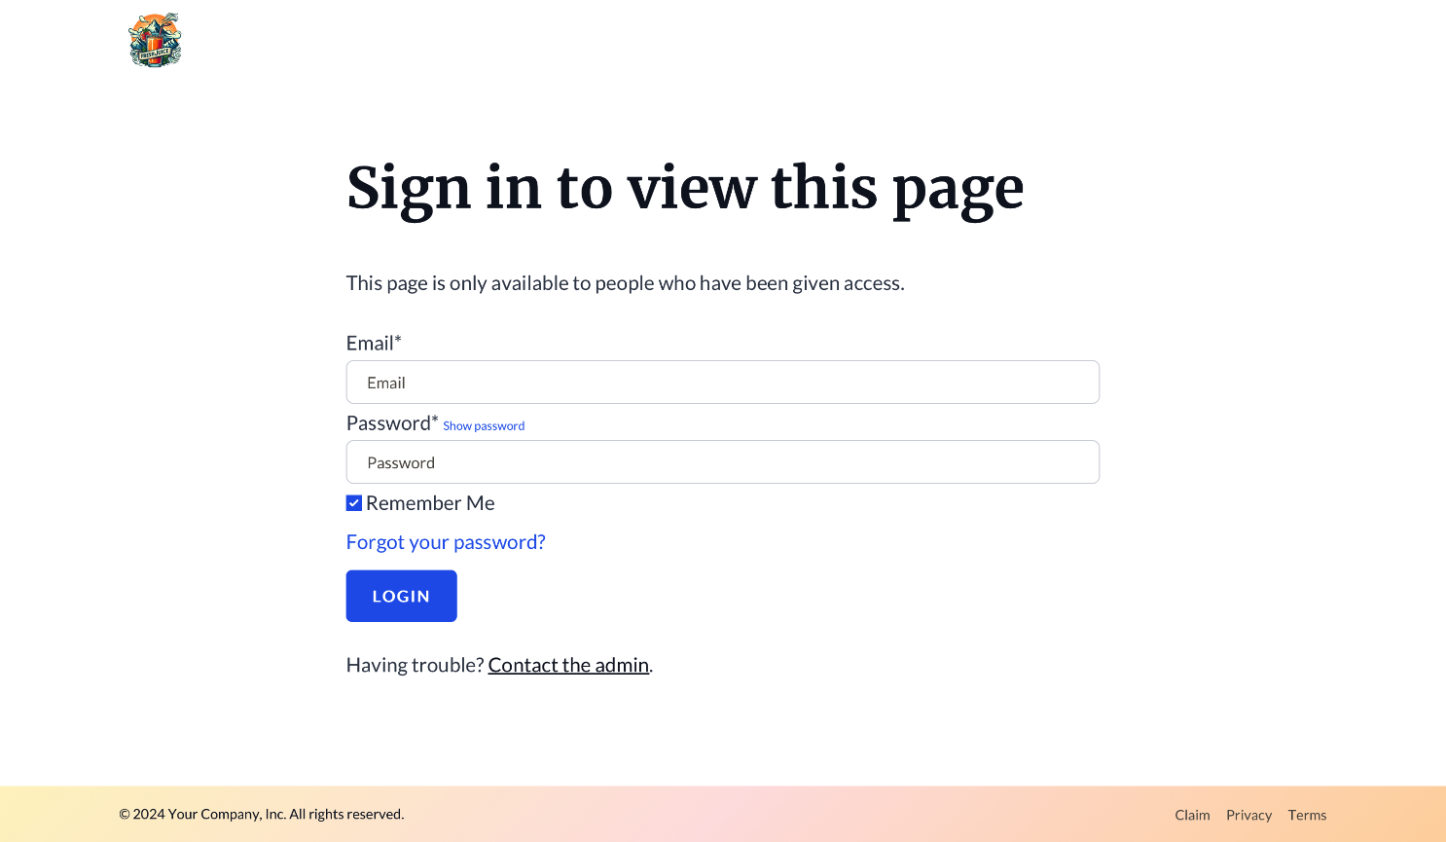 FRESHJUICE
Sign in to view this page
This page is only available to people who have been given access.
Email*
Email
Password* Show password
Password
Remember Me
Forgot your password?
LOGIN
Having trouble? Contact the admin.
© 2024 Your Company, Inc. All rights reserved.
Claim Privacy Terms